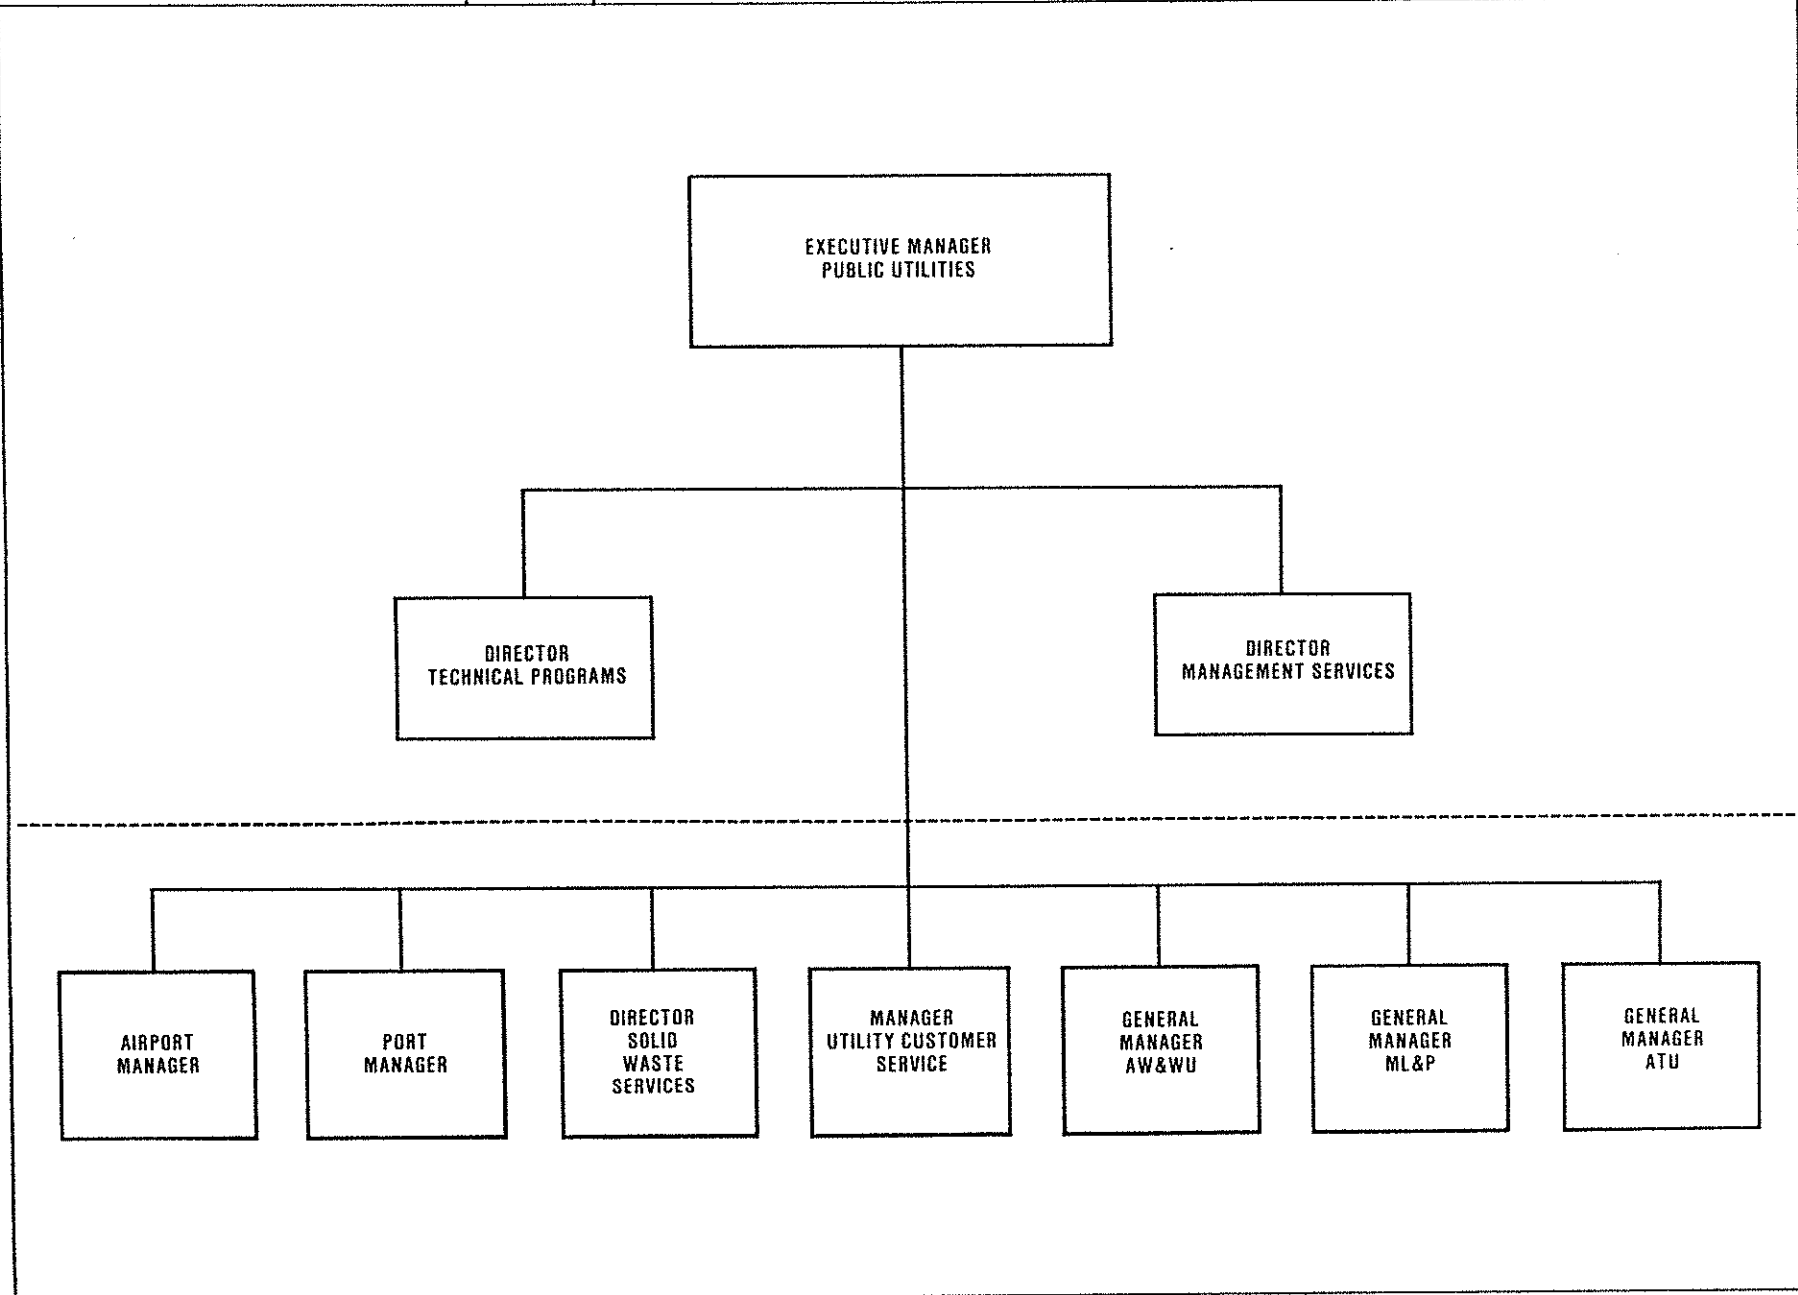 EXECUTIVE MANAGER
PUBLIC UTILITIES
DIRECTOR
TECHNICAL PROGRAMS
DIRECTOR
MANAGEMENT SERVICES
AIRPORT
MANAGER
PORT
MANAGER
DIRECTOR
SOLID
WASTE
SERVICES
MANAGER
UTILITY CUSTOMER
SERVICE
GENERAL
MANAGER
AW&WU
GENERAL
MANAGER
ML&P
GENERAL
MANAGER
ATU